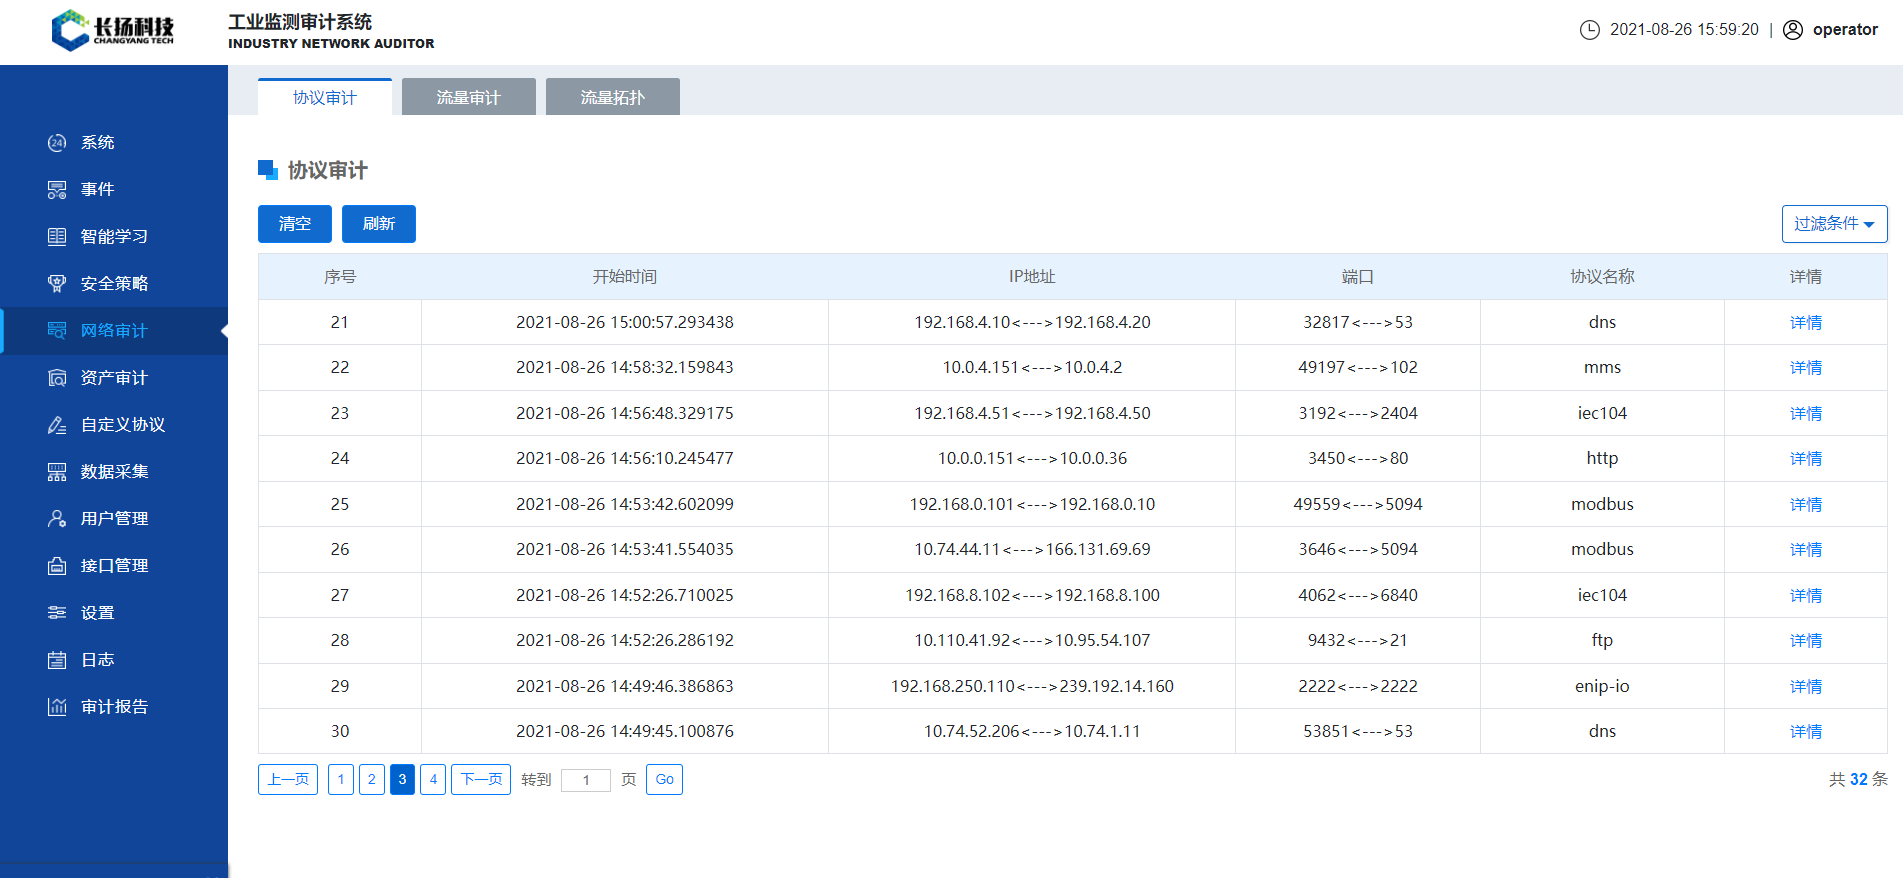 长扬科技
CHANGYANG TECH
工业监测审计系统
INDUSTRY NETWORK AUDITOR
2021-08-26 15:59:20 | operator
协议审计 流量审计 流量拓扑
24 系统
事件
智能学习
安全策略
网络审计
资产审计
自定义协议
数据采集
用户管理
接口管理
设置
日志
审计报告
协议审计
清空 刷新 过滤条件
序号 开始时间 IP地址 端口 协议名称 详情
21 2021-08-26 15:00:57.293438 192.168.4.10<--->192.168.4.20 32817<--->53 dns 详情
22 2021-08-26 14:58:32.159843 10.0.4.151<--->10.0.4.2 49197<--->102 mms 详情
23 2021-08-26 14:56:48.329175 192.168.4.51<--->192.168.4.50 3192<--->2404 iec104 详情
24 2021-08-26 14:56:10.245477 10.0.0.151<--->10.0.0.36 3450<--->80 http 详情
25 2021-08-26 14:53:42.602099 192.168.0.101<--->192.168.0.10 49559<--->5094 modbus 详情
26 2021-08-26 14:53:41.554035 10.74.44.11<--->166.131.69.69 3646<--->5094 modbus 详情
27 2021-08-26 14:52:26.710025 192.168.8.102<--->192.168.8.100 4062<--->6840 iec104 详情
28 2021-08-26 14:52:26.286192 10.110.41.92<--->10.95.54.107 9432<--->21 ftp 详情
29 2021-08-26 14:49:46.386863 192.168.250.110<--->239.192.14.160 2222<--->2222 enip-io 详情
30 2021-08-26 14:49:45.100876 10.74.52.206<--->10.74.1.11 53851<--->53 dns 详情
上一页 1 2 3 4 下一页 转到 1 页 Go 共 32 条